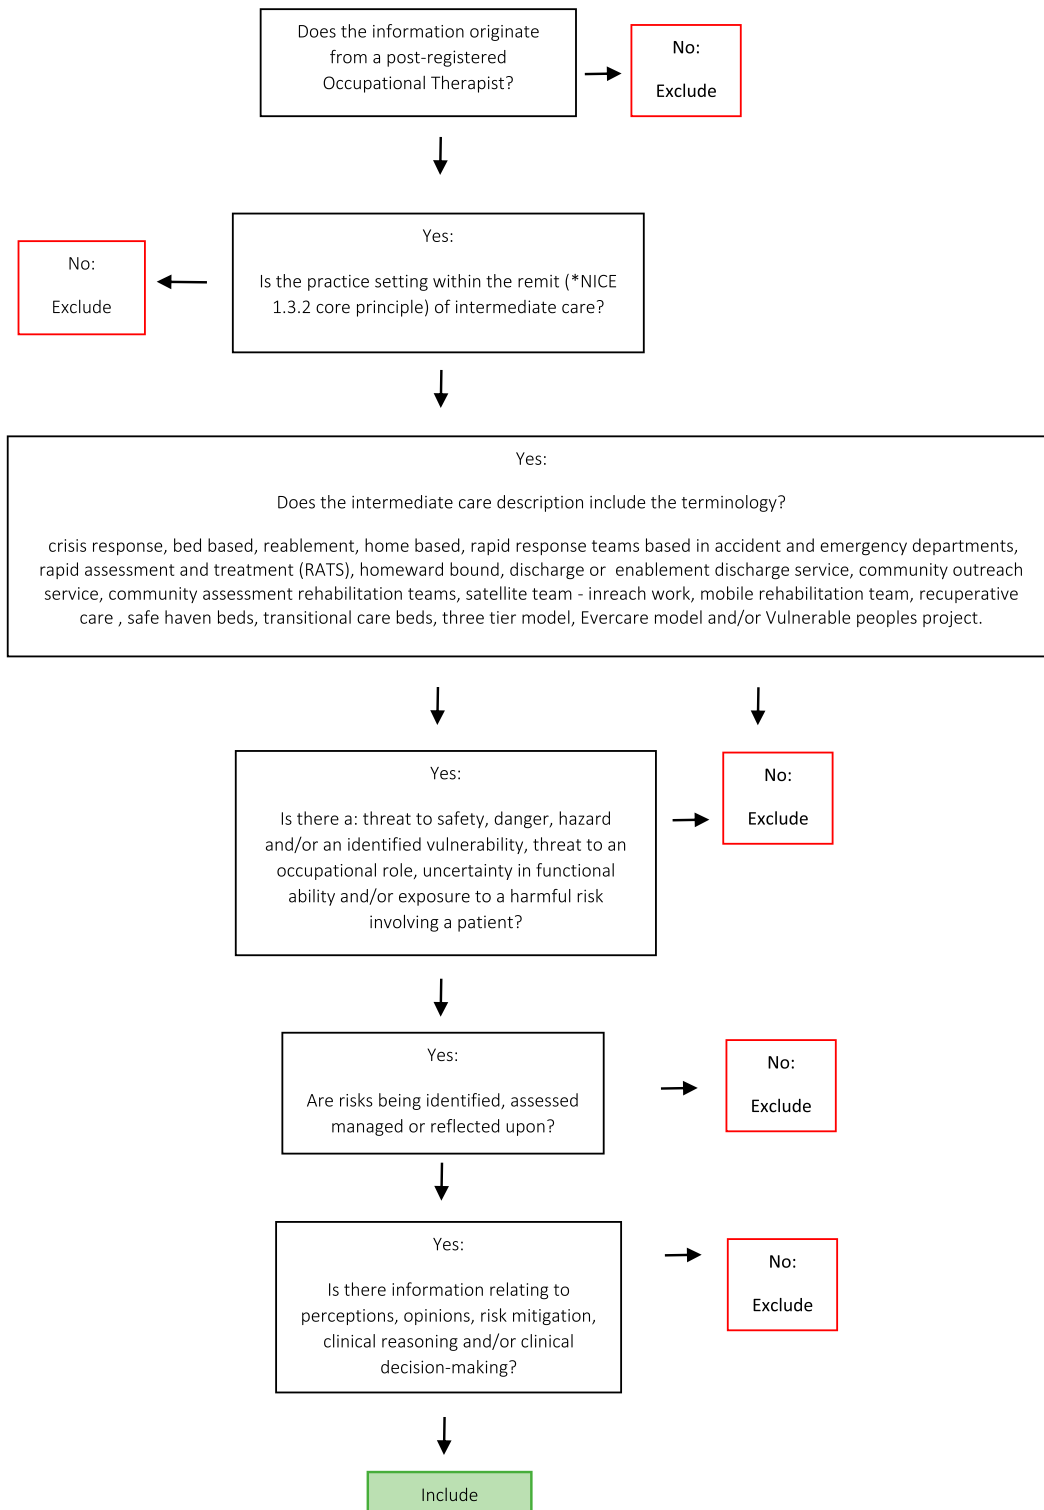 Does the information originate
from a post-registered
Occupational Therapist?
No:
Exclude
Yes:
Is the practice setting within the remit (*NICE
1.3.2 core principle) of intermediate care?
No:
Exclude
Yes:
Does the intermediate care description include the terminology?
crisis response, bed based, reablement, home based, rapid response teams based in accident and emergency departments,
rapid assessment and treatment (RATS), homeward bound, discharge or enablement discharge service, community outreach
service, community assessment rehabilitation teams, satellite team - inreach work, mobile rehabilitation team, recuperative
care , safe haven beds, transitional care beds, three tier model, Evercare model and/or Vulnerable peoples project.
Yes:
Is there a: threat to safety, danger, hazard
and/or an identified vulnerability, threat to an
occupational role, uncertainty in functional
ability and/or exposure to a harmful risk
involving a patient?
No:
Exclude
Yes:
Are risks being identified, assessed
managed or reflected upon?
No:
Exclude
Yes:
Is there information relating to
perceptions, opinions, risk mitigation,
clinical reasoning and/or clinical
decision-making?
No:
Exclude
Include